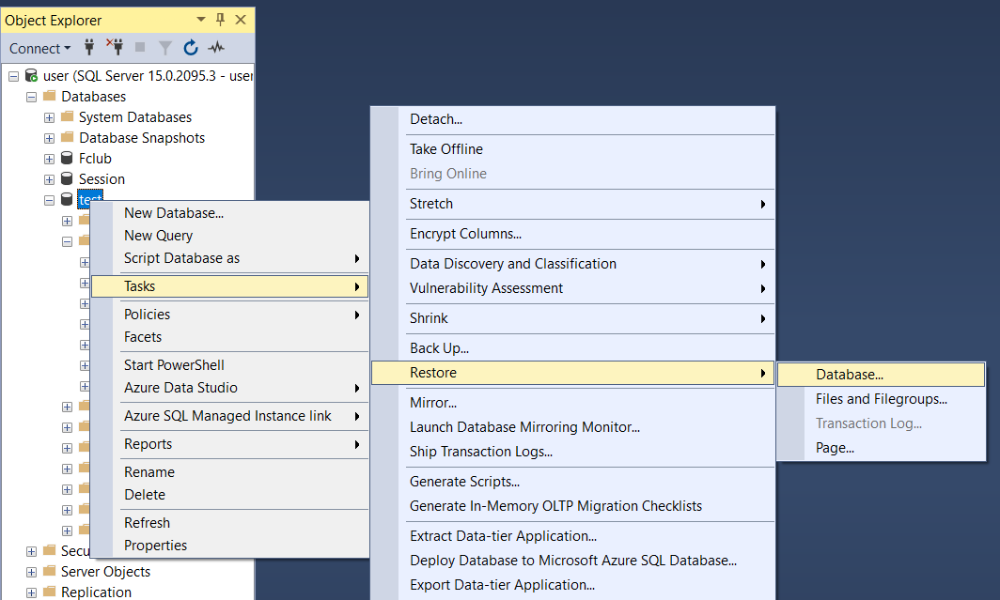 Object Explorer
Connect
user (SQL Server 15.0.2095.3 - user
Databases
System Databases
Database Snapshots
Fclub
Session
test
New Database...
New Query
Script Database as
Tasks
Policies
Facets
Start PowerShell
Azure Data Studio
Azure SQL Managed Instance link
Reports
Rename
Delete
Refresh
Properties
Secu
Server Objects
Replication
Detach...
Take Offline
Bring Online
Stretch
Encrypt Columns...
Data Discovery and Classification
Vulnerability Assessment
Shrink
Back Up...
Restore
Mirror...
Launch Database Mirroring Monitor...
Ship Transaction Logs...
Generate Scripts...
Generate In-Memory OLTP Migration Checklists
Extract Data-tier Application...
Deploy Database to Microsoft Azure SQL Database...
Export Data-tier Application...
Database...
Files and Filegroups...
Transaction Log...
Page...